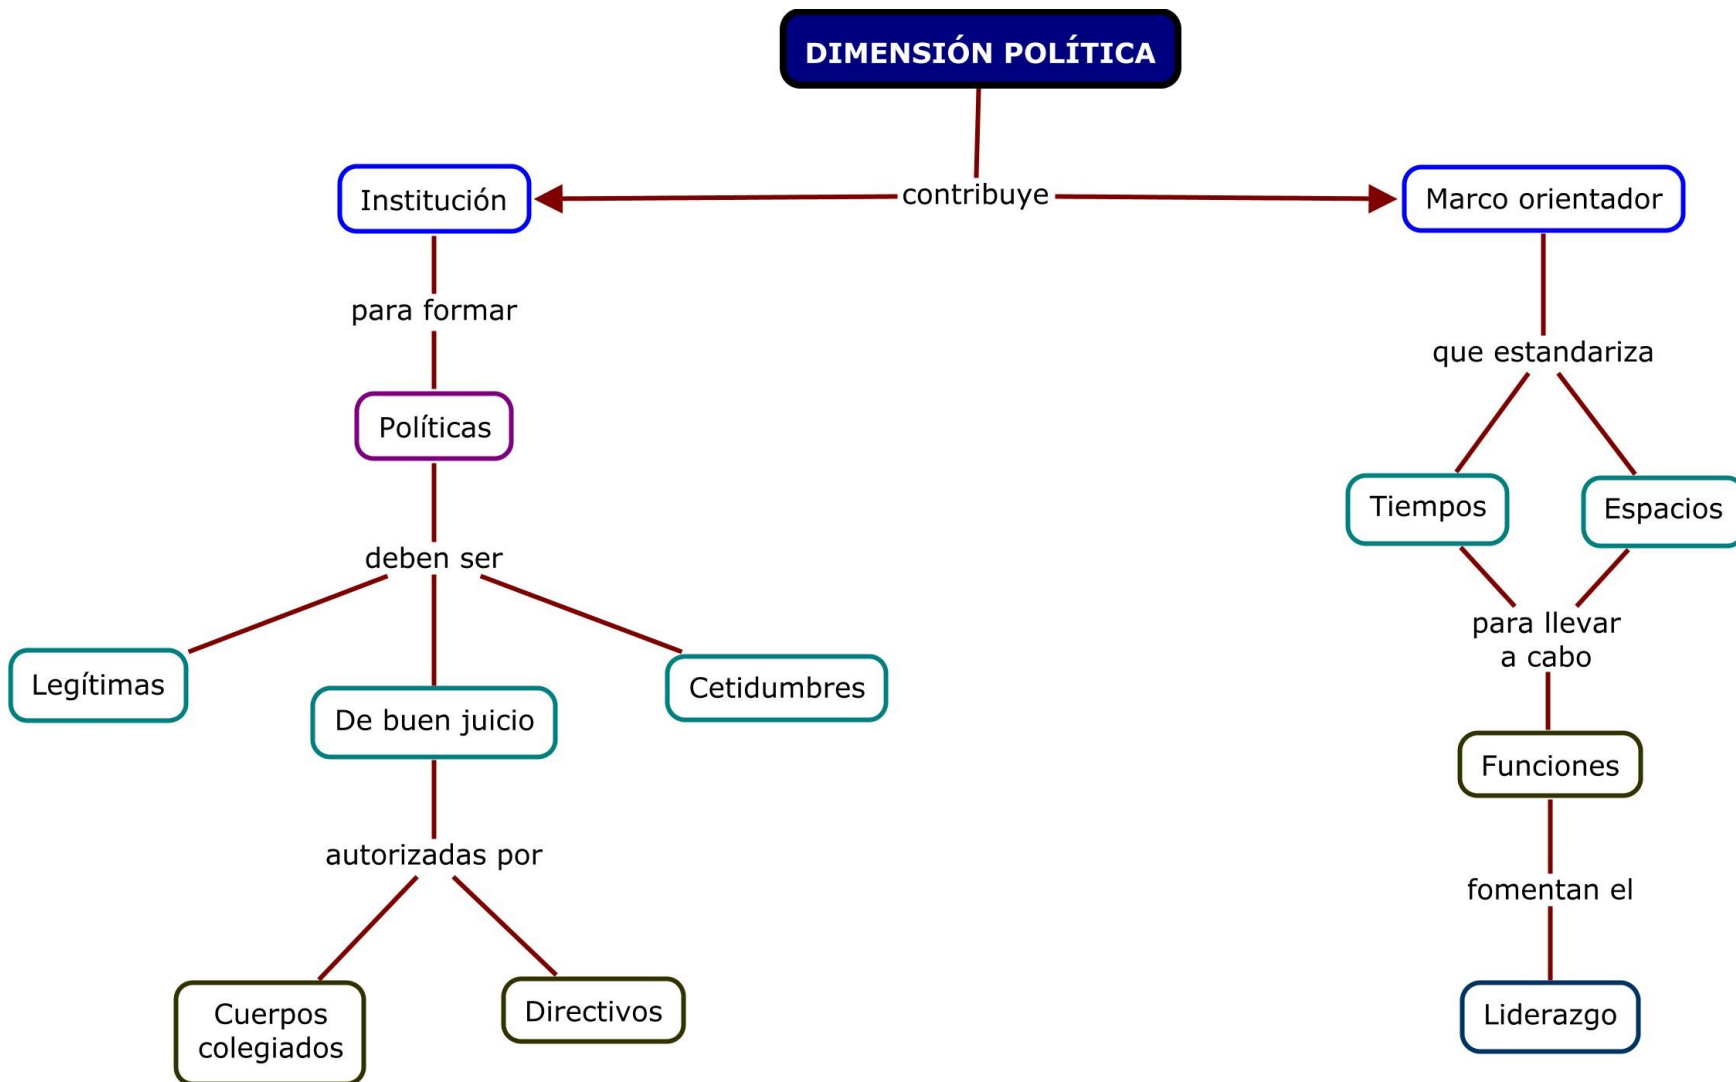 DIMENSIÓN POLÍTICA
Institución
contribuye
Marco orientador
para formar
que estandariza
Políticas
Tiempos
Espacios
deben ser
para llevar
a cabo
Legítimas
De buen juicio
Cetidumbres
Funciones
autorizadas por
fomentan el
Cuerpos
colegiados
Directivos
Liderazgo